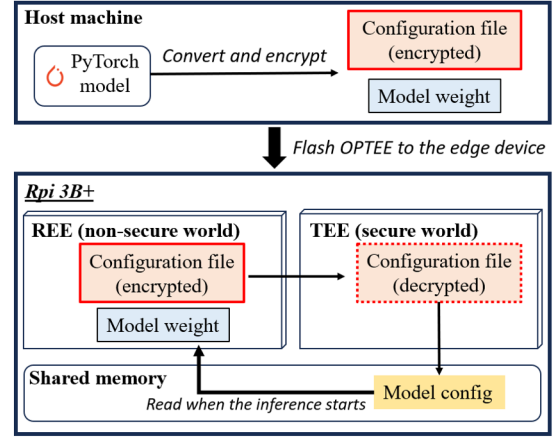 Host machine
PyTorch
model
Convert and encrypt
Configuration file
(encrypted)
Model weight
Flash OPTEE to the edge device
Rpi 3B+
REE (non-secure world)
Configuration file
(encrypted)
Model weight
TEE (secure world)
Configuration file
(decrypted)
Shared memory
Model config
Read when the inference starts